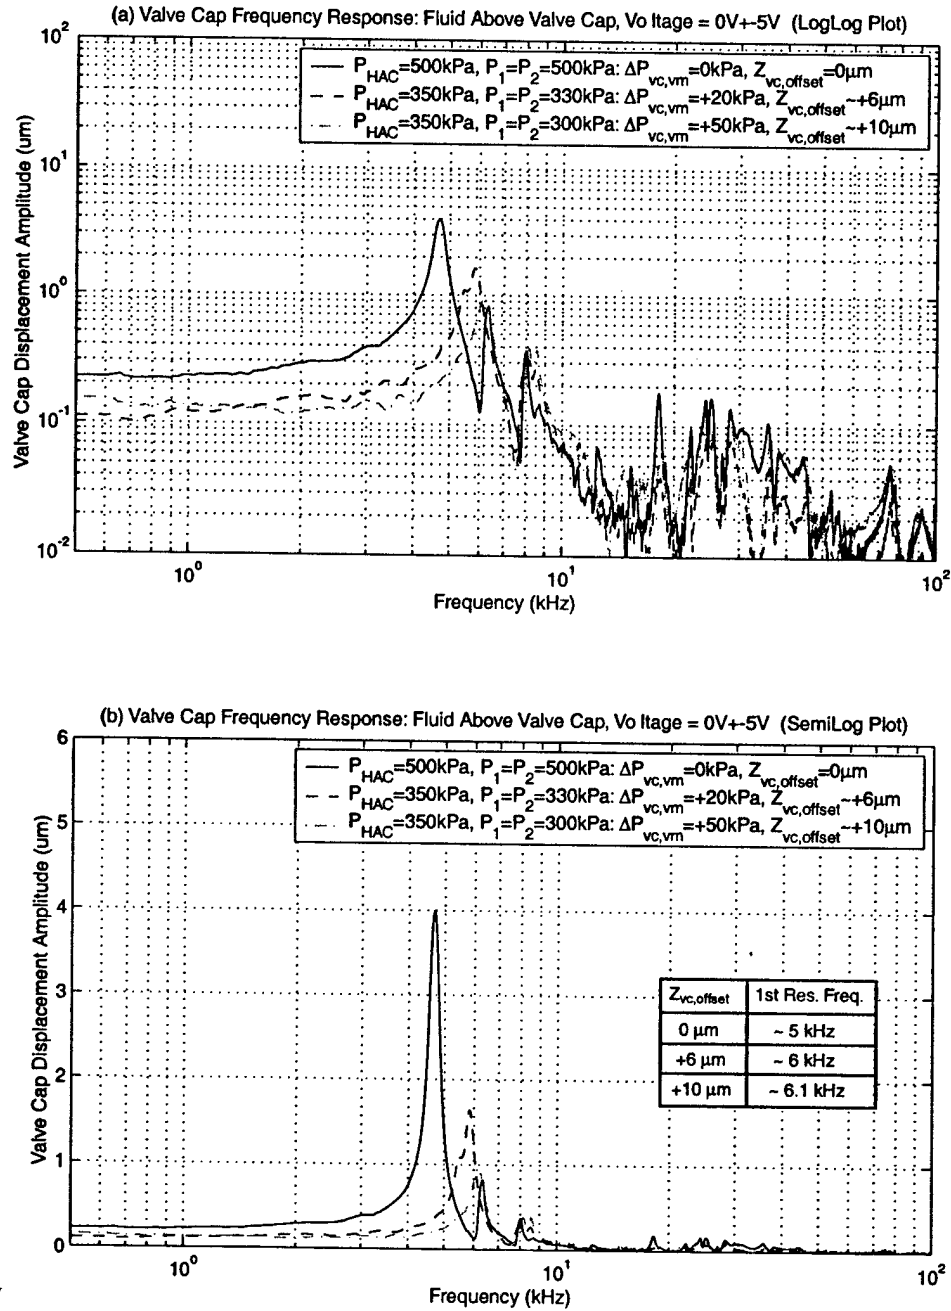 (a) Valve Cap Frequency Response: Fluid Above Valve Cap, Vo ltage = 0V+-5V (LogLog Plot)
10^2
P_HAC=500kPa, P_1=P_2=500kPa: ΔP_vc,vm=0kPa, Z_vc,offset=0μm
P_HAC=350kPa, P_1=P_2=330kPa: ΔP_vc,vm=+20kPa, Z_vc,offset~+6μm
P_HAC=350kPa, P_1=P_2=300kPa: ΔP_vc,vm=+50kPa, Z_vc,offset~+10μm
Valve Cap Displacement Amplitude (um)
10^1
10^0
10^-1
10^-2
10^0
10^1
10^2
Frequency (kHz)
(b) Valve Cap Frequency Response: Fluid Above Valve Cap, Vo ltage = 0V+-5V (SemiLog Plot)
6
P_HAC=500kPa, P_1=P_2=500kPa: ΔP_vc,vm=0kPa, Z_vc,offset=0μm
P_HAC=350kPa, P_1=P_2=330kPa: ΔP_vc,vm=+20kPa, Z_vc,offset~+6μm
P_HAC=350kPa, P_1=P_2=300kPa: ΔP_vc,vm=+50kPa, Z_vc,offset~+10μm
Valve Cap Displacement Amplitude (um)
5
4
3
2
1
0
Z_vc,offset 1st Res. Freq.
0 μm ~ 5 kHz
+6 μm ~ 6 kHz
+10 μm ~ 6.1 kHz
10^0
10^1
10^2
Frequency (kHz)